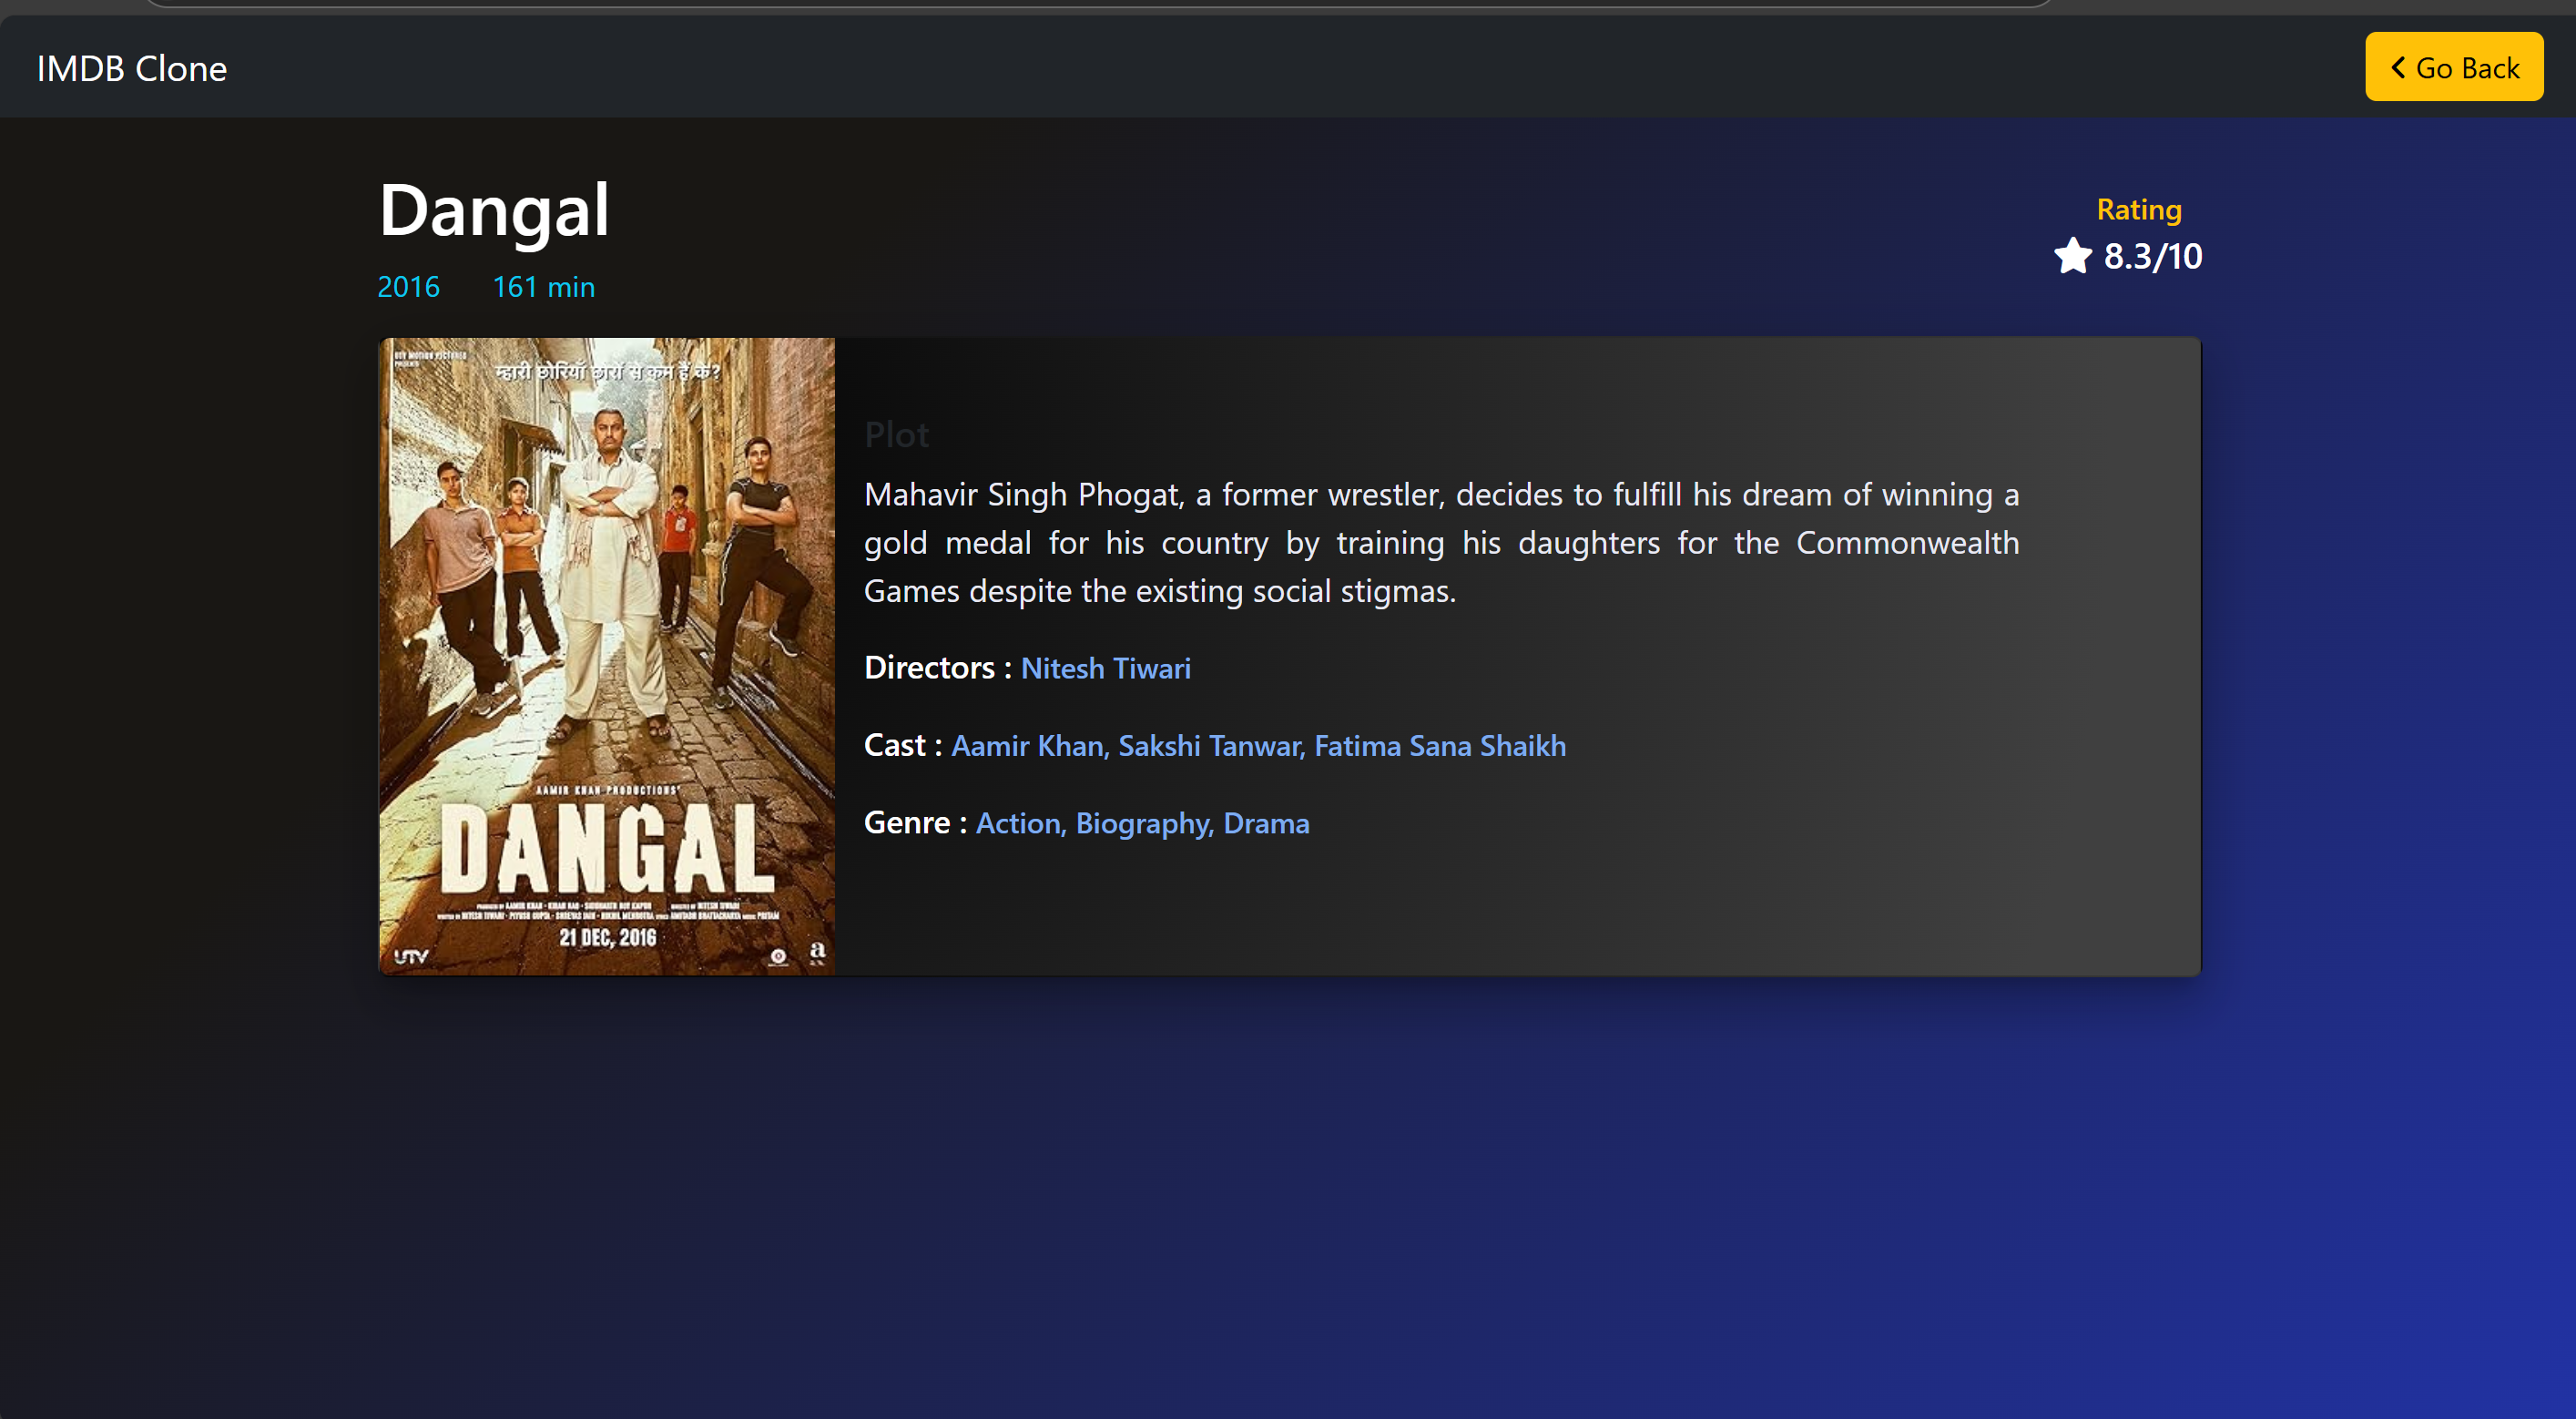 IMDB Clone
Go Back
Dangal
2016 161 min
Rating
8.3/10
म्हारी छोरियाँ छोरों से कम हैं के?
AAMIR KHAN PRODUCTIONS'
DANGAL
21 DEC, 2016
UTV
a
Plot
Mahavir Singh Phogat, a former wrestler, decides to fulfill his dream of winning a
gold medal for his country by training his daughters for the Commonwealth
Games despite the existing social stigmas.
Directors : Nitesh Tiwari
Cast : Aamir Khan, Sakshi Tanwar, Fatima Sana Shaikh
Genre : Action, Biography, Drama